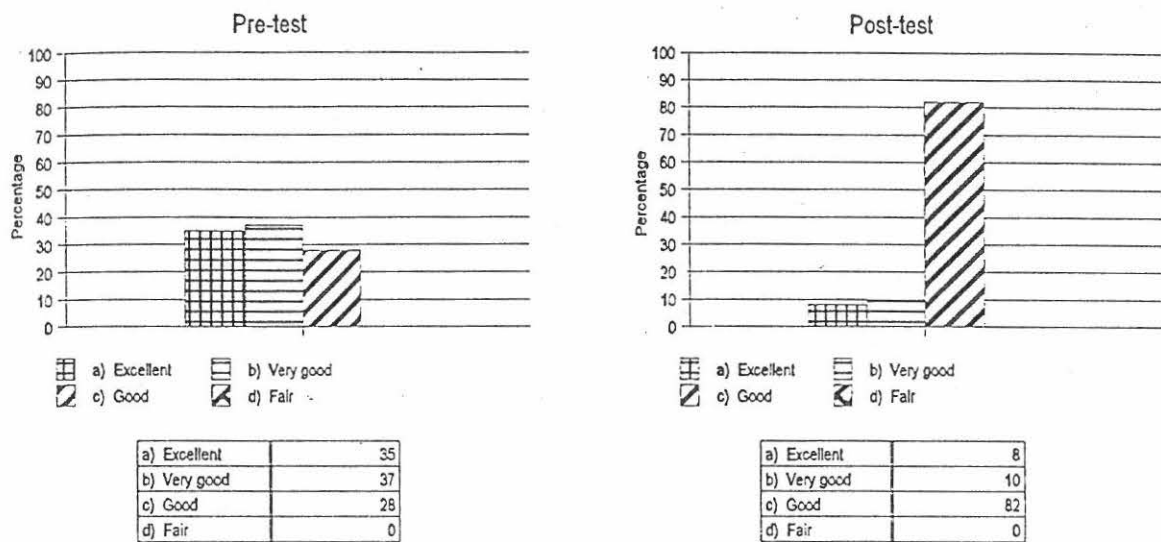 Pre-test
100
90
80
70
60
50
40
30
20
10
0
Percentage
a) Excellent b) Very good
c) Good d) Fair
a) Excellent 35
b) Very good 37
c) Good 28
d) Fair 0
Post-test
100
90
80
70
60
50
40
30
20
10
0
Percentage
a) Excellent b) Very good
c) Good d) Fair
a) Excellent 8
b) Very good 10
c) Good 82
d) Fair 0